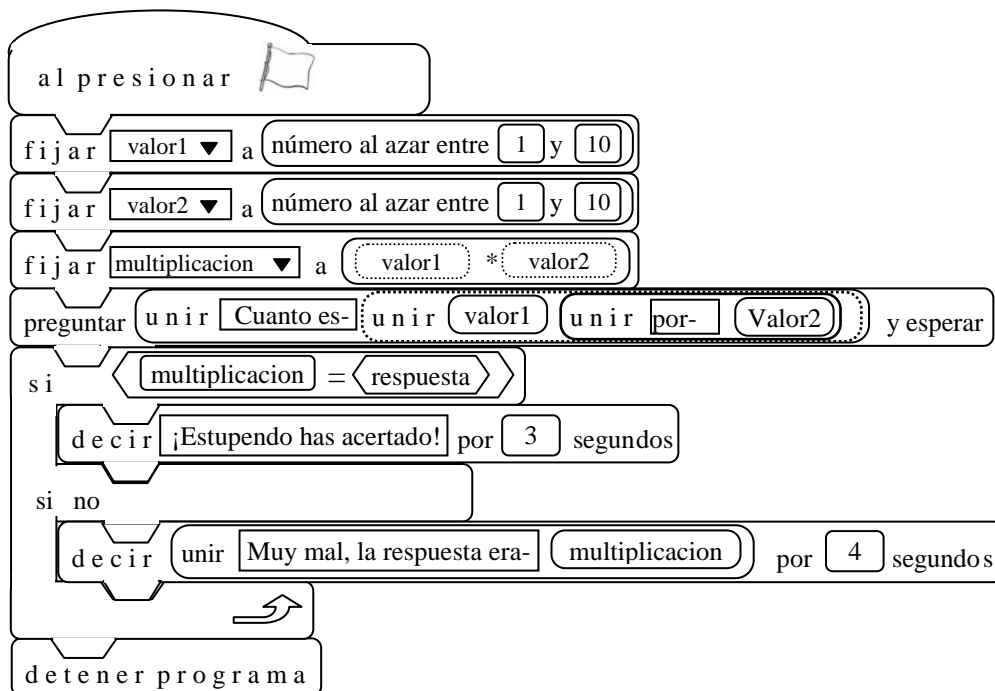 al presionar
fijar valor1 ▼ a número al azar entre 1 y 10
fijar valor2 ▼ a número al azar entre 1 y 10
fijar multiplicacion ▼ a valor1 * valor2
preguntar unir Cuanto es- unir valor1 unir por- Valor2 y esperar
si multiplicacion = respuesta
decir ¡Estupendo has acertado! por 3 segundos
si no
decir unir Muy mal, la respuesta era- multiplicacion por 4 segundos
detener programa